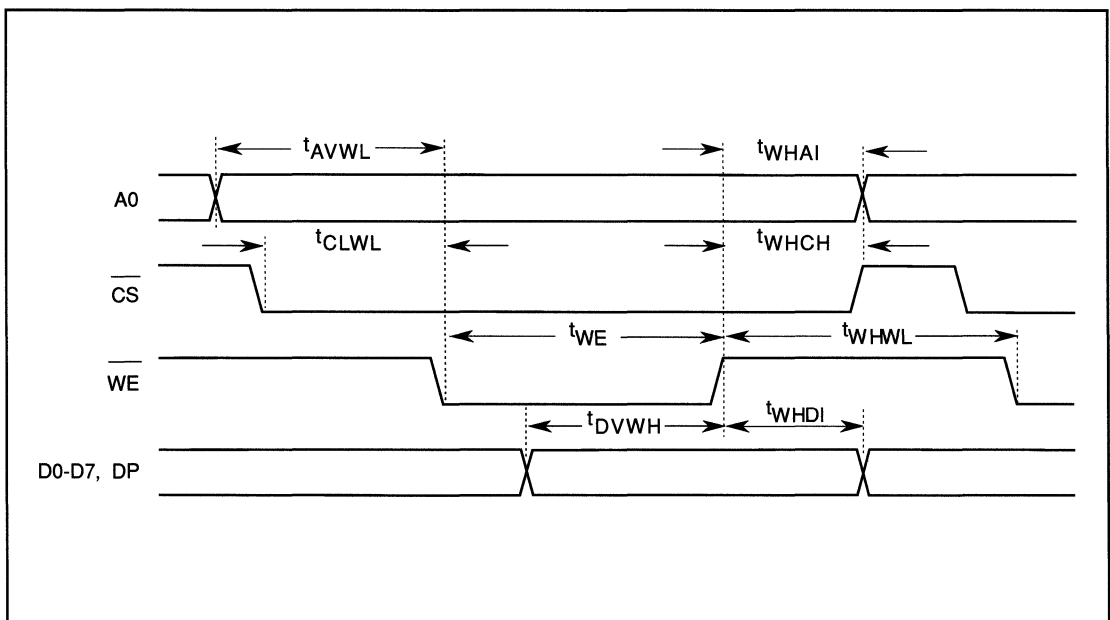 tAVWL tWHAI
A0
tCLWL tWHCH
CS
tWE tWHWL
WE
tDVWH tWHDI
D0-D7, DP